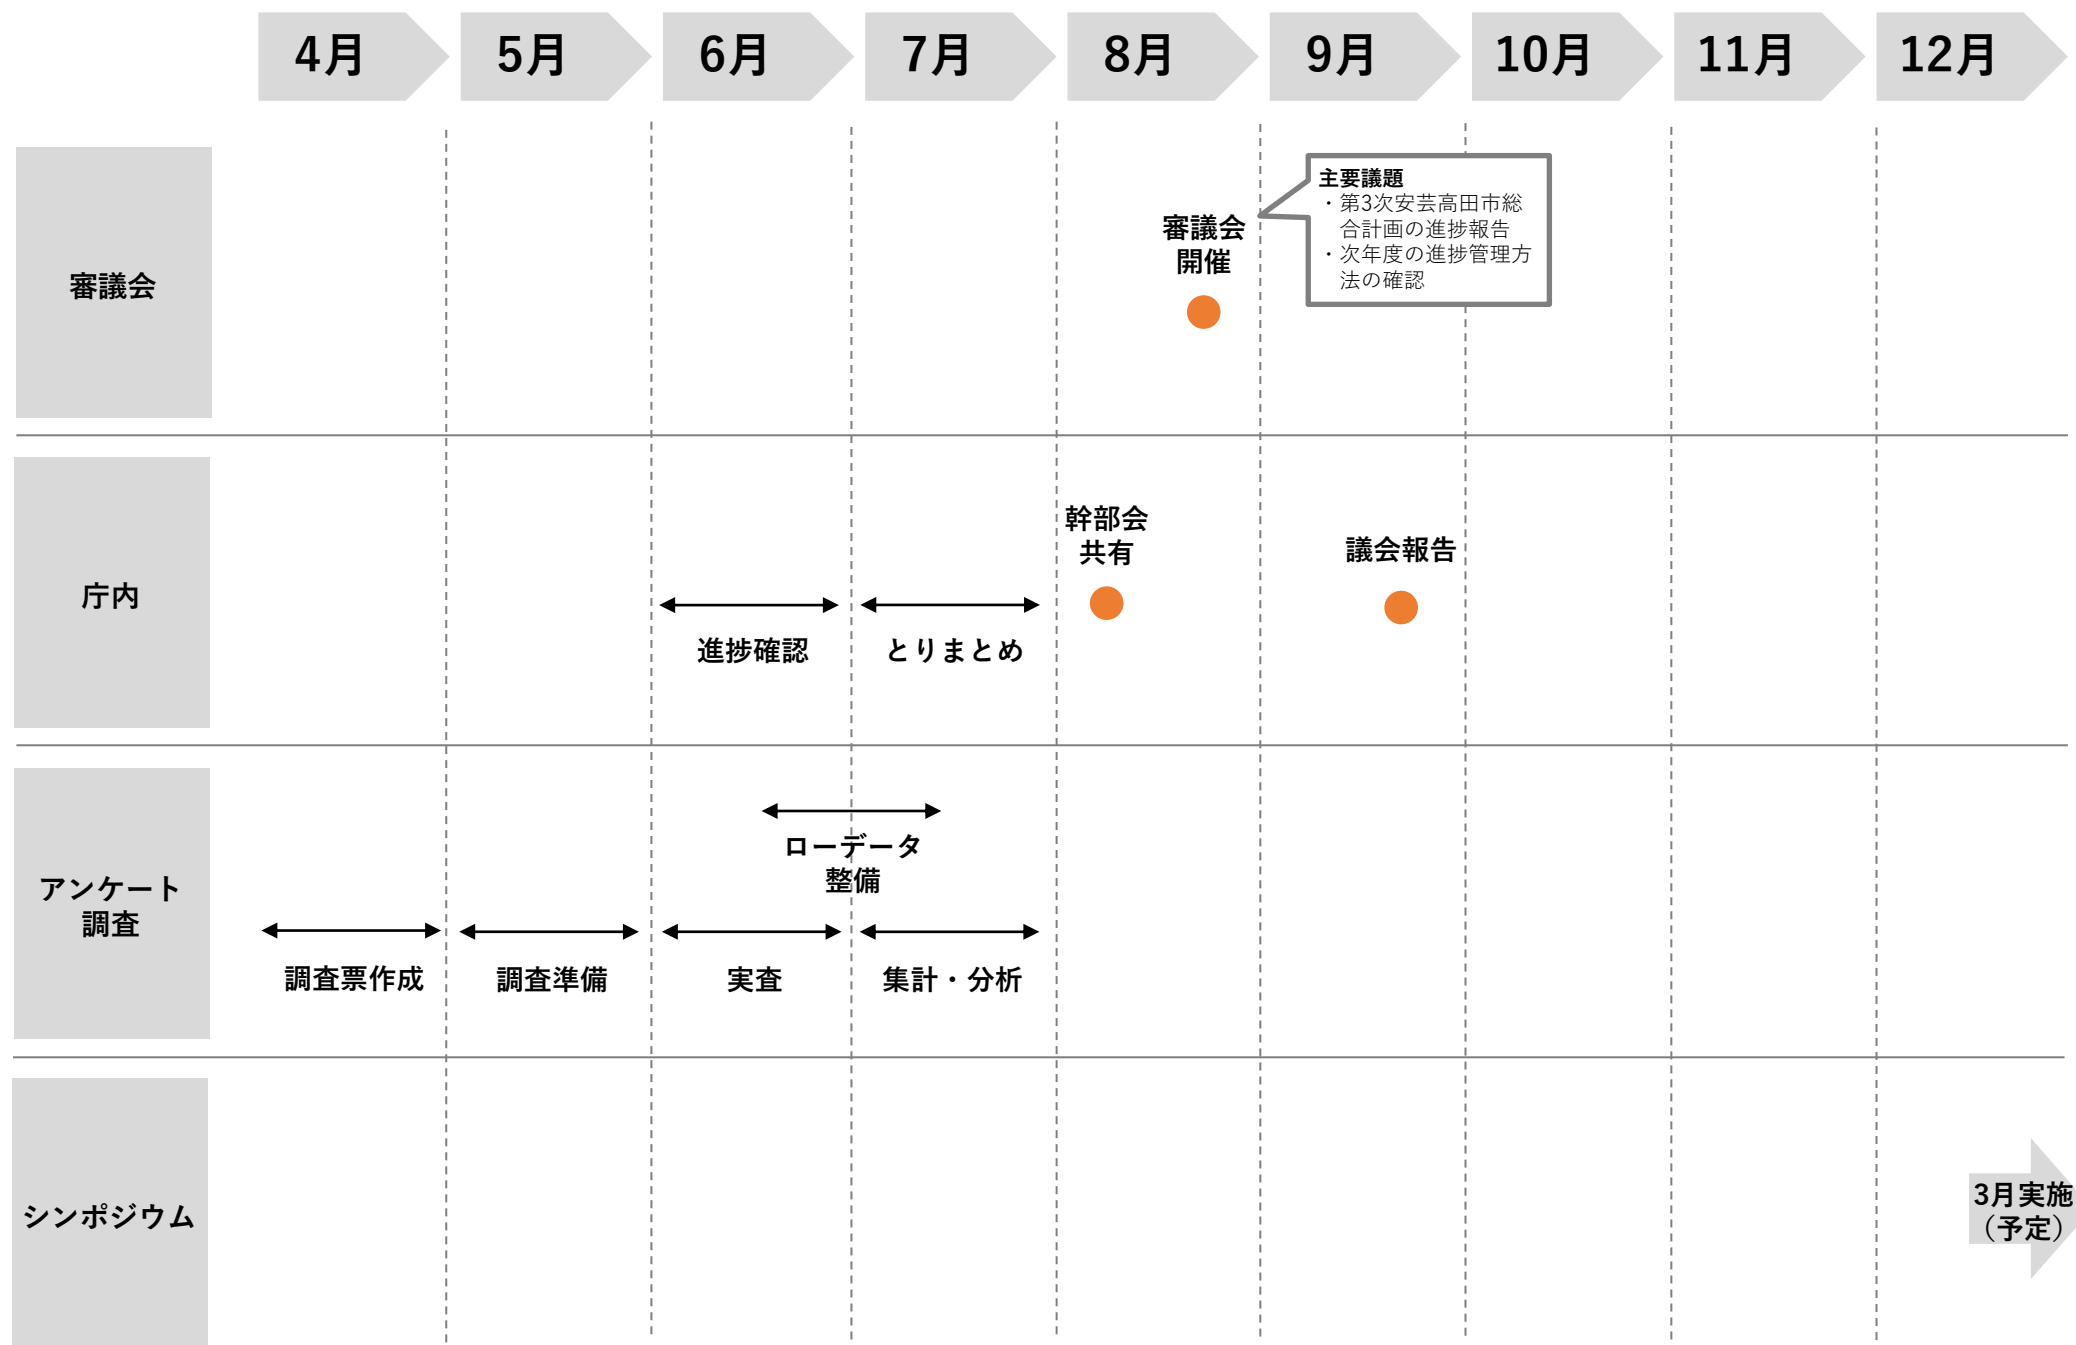 4月
5月
6月
7月
8月
9月
10月
11月
12月
審議会
審議会
開催
主要議題
・第3次安芸高田市総
合計画の進捗報告
・次年度の進捗管理方
法の確認
庁内
進捗確認
とりまとめ
幹部会
共有
議会報告
アンケート
調査
ローデータ
整備
調査票作成
調査準備
実査
集計・分析
シンポジウム
3月実施
（予定）